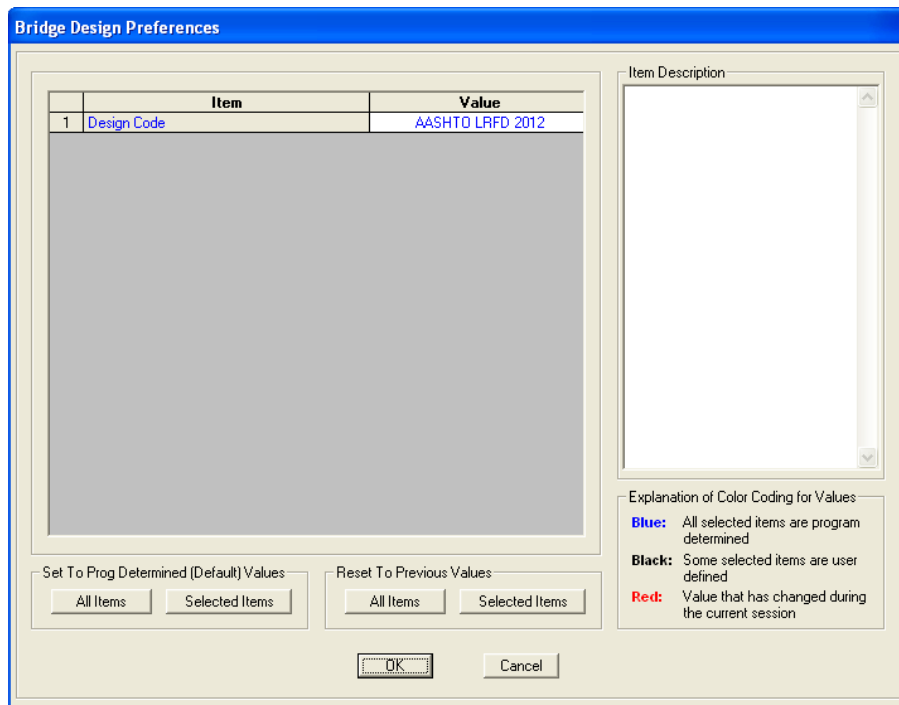 Bridge Design Preferences
Item Value
1 Design Code AASHTO LRFD 2012
Item Description
Explanation of Color Coding for Values
Blue: All selected items are program
determined
Black: Some selected items are user
defined
Red: Value that has changed during
the current session
Set To Prog Determined (Default) Values
All Items Selected Items
Reset To Previous Values
All Items Selected Items
OK Cancel